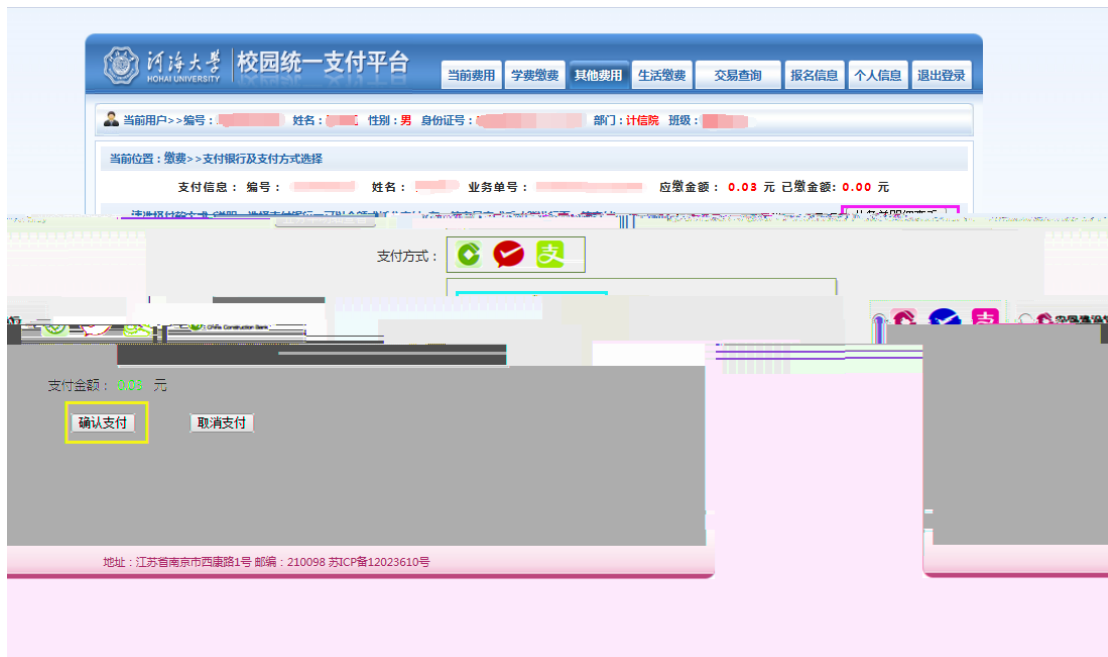 河海大学 HOHAI UNIVERSITY 校园统一支付平台
当前费用 学费缴费 其他费用 生活缴费 交易查询 报名信息 个人信息 退出登录
当前用户>>编号： 姓名： 性别：男 身份证号： 部门：计信院 班级：
当前位置：缴费>>支付银行及支付方式选择
支付信息： 编号： 姓名： 业务单号： 应缴金额： 0.03 元 已缴金额: 0.00 元
支付方式： 支
China Construction Bank 支
支付金额： 0.03 元
确认支付 取消支付
地址：江苏省南京市西康路1号 邮编：210098 苏ICP备12023610号